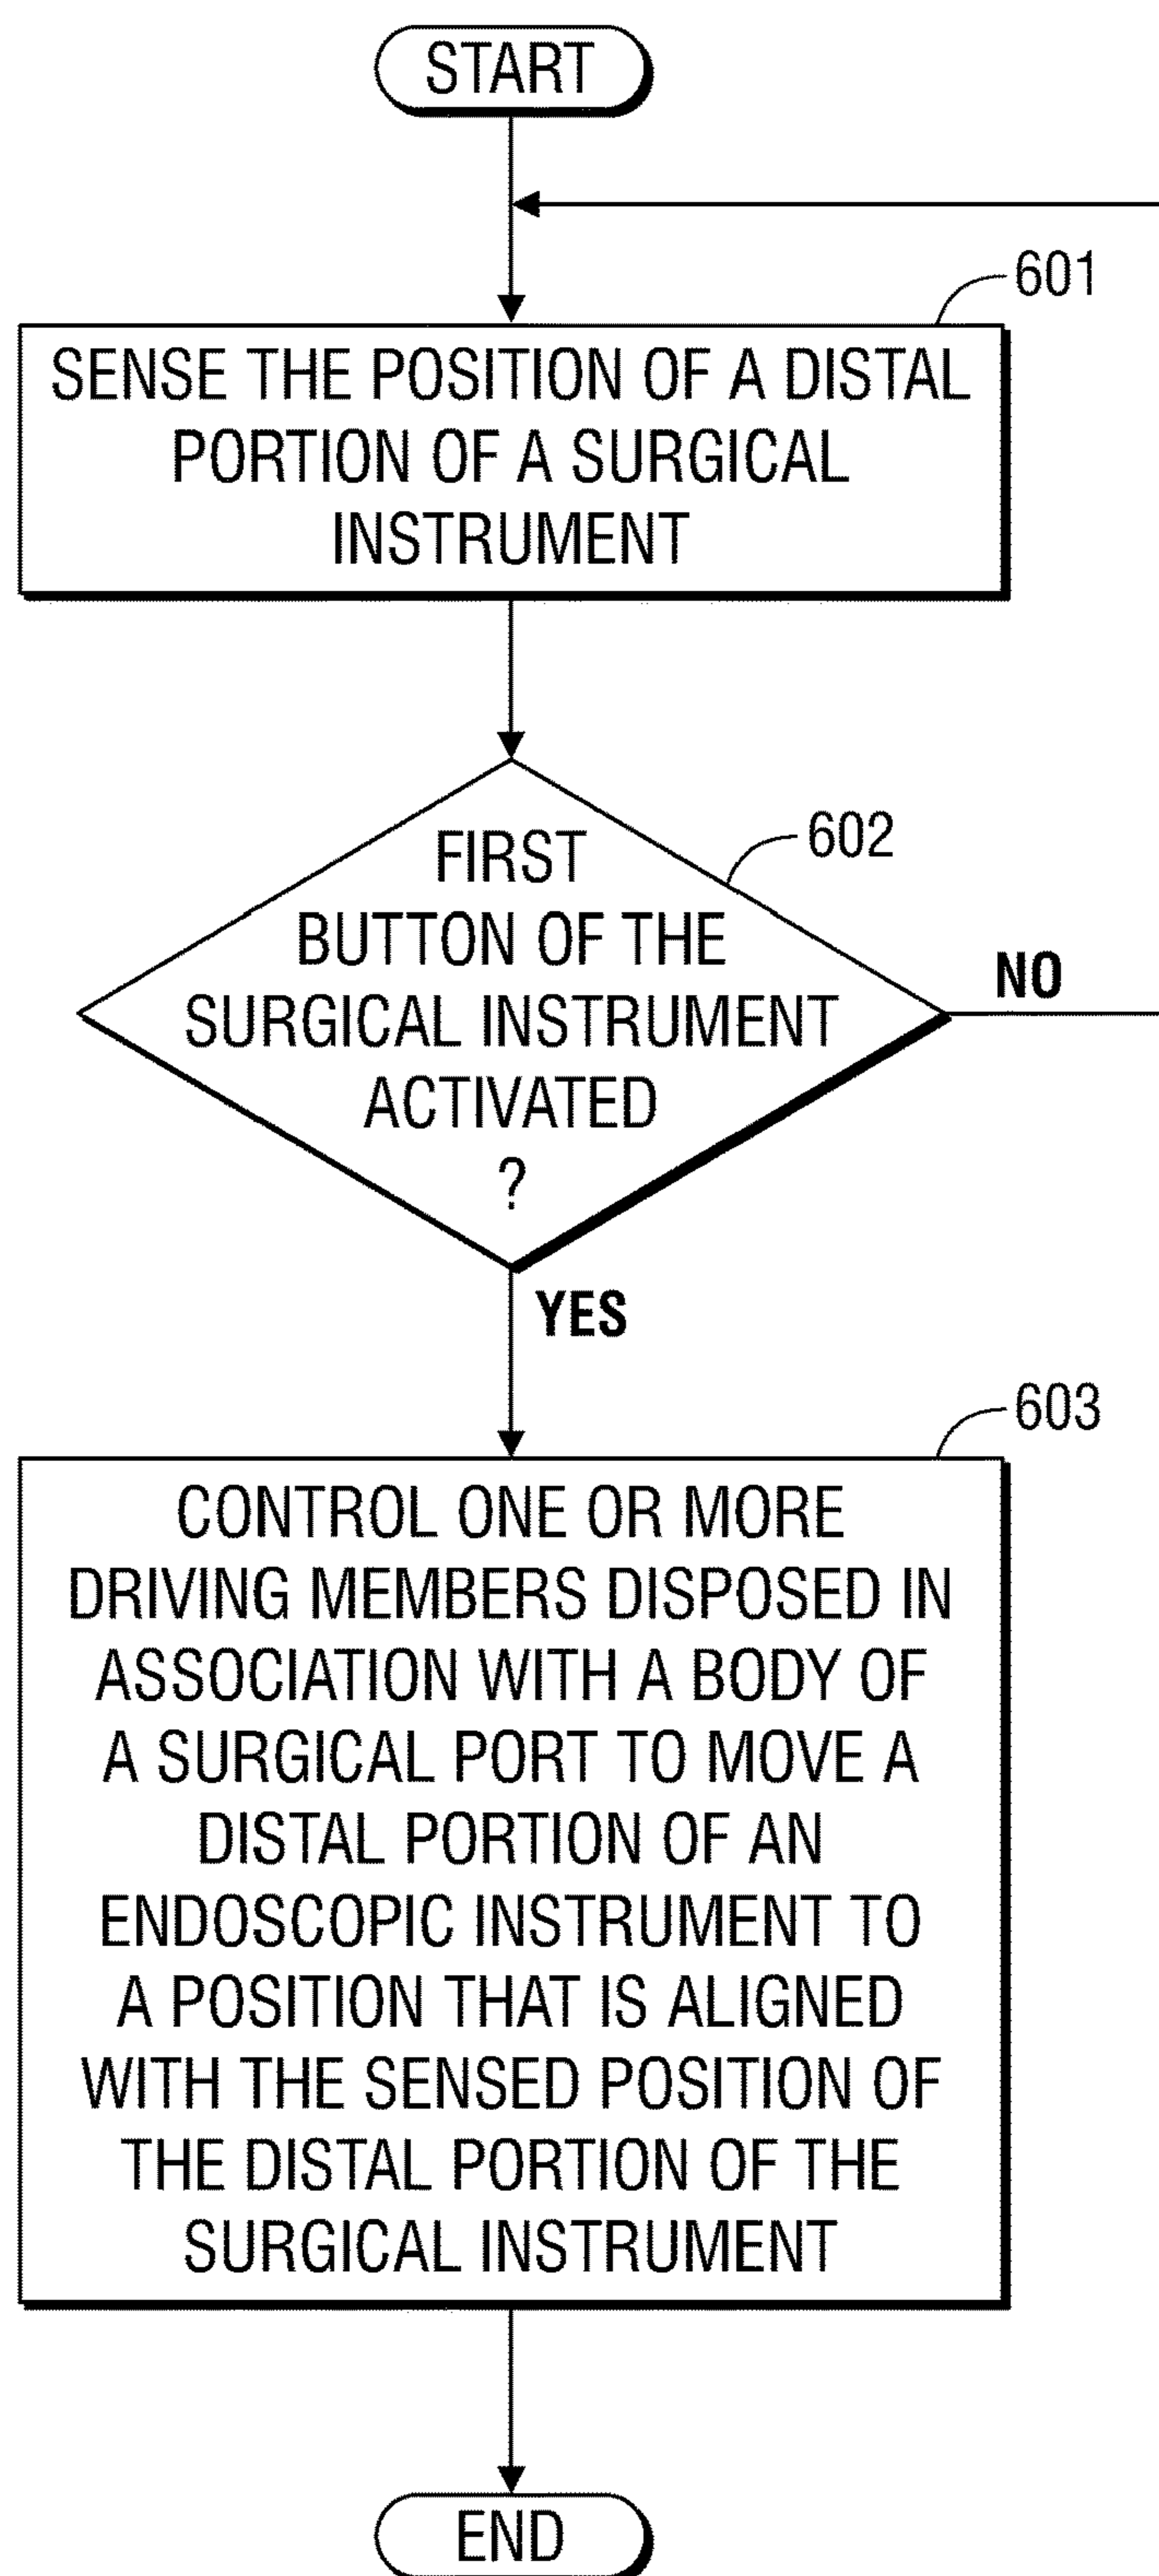 START
601
SENSE THE POSITION OF A DISTAL
PORTION OF A SURGICAL
INSTRUMENT
602
FIRST
BUTTON OF THE
SURGICAL INSTRUMENT
ACTIVATED
?
NO
YES
603
CONTROL ONE OR MORE
DRIVING MEMBERS DISPOSED IN
ASSOCIATION WITH A BODY OF
A SURGICAL PORT TO MOVE A
DISTAL PORTION OF AN
ENDOSCOPIC INSTRUMENT TO
A POSITION THAT IS ALIGNED
WITH THE SENSED POSITION OF
THE DISTAL PORTION OF THE
SURGICAL INSTRUMENT
END